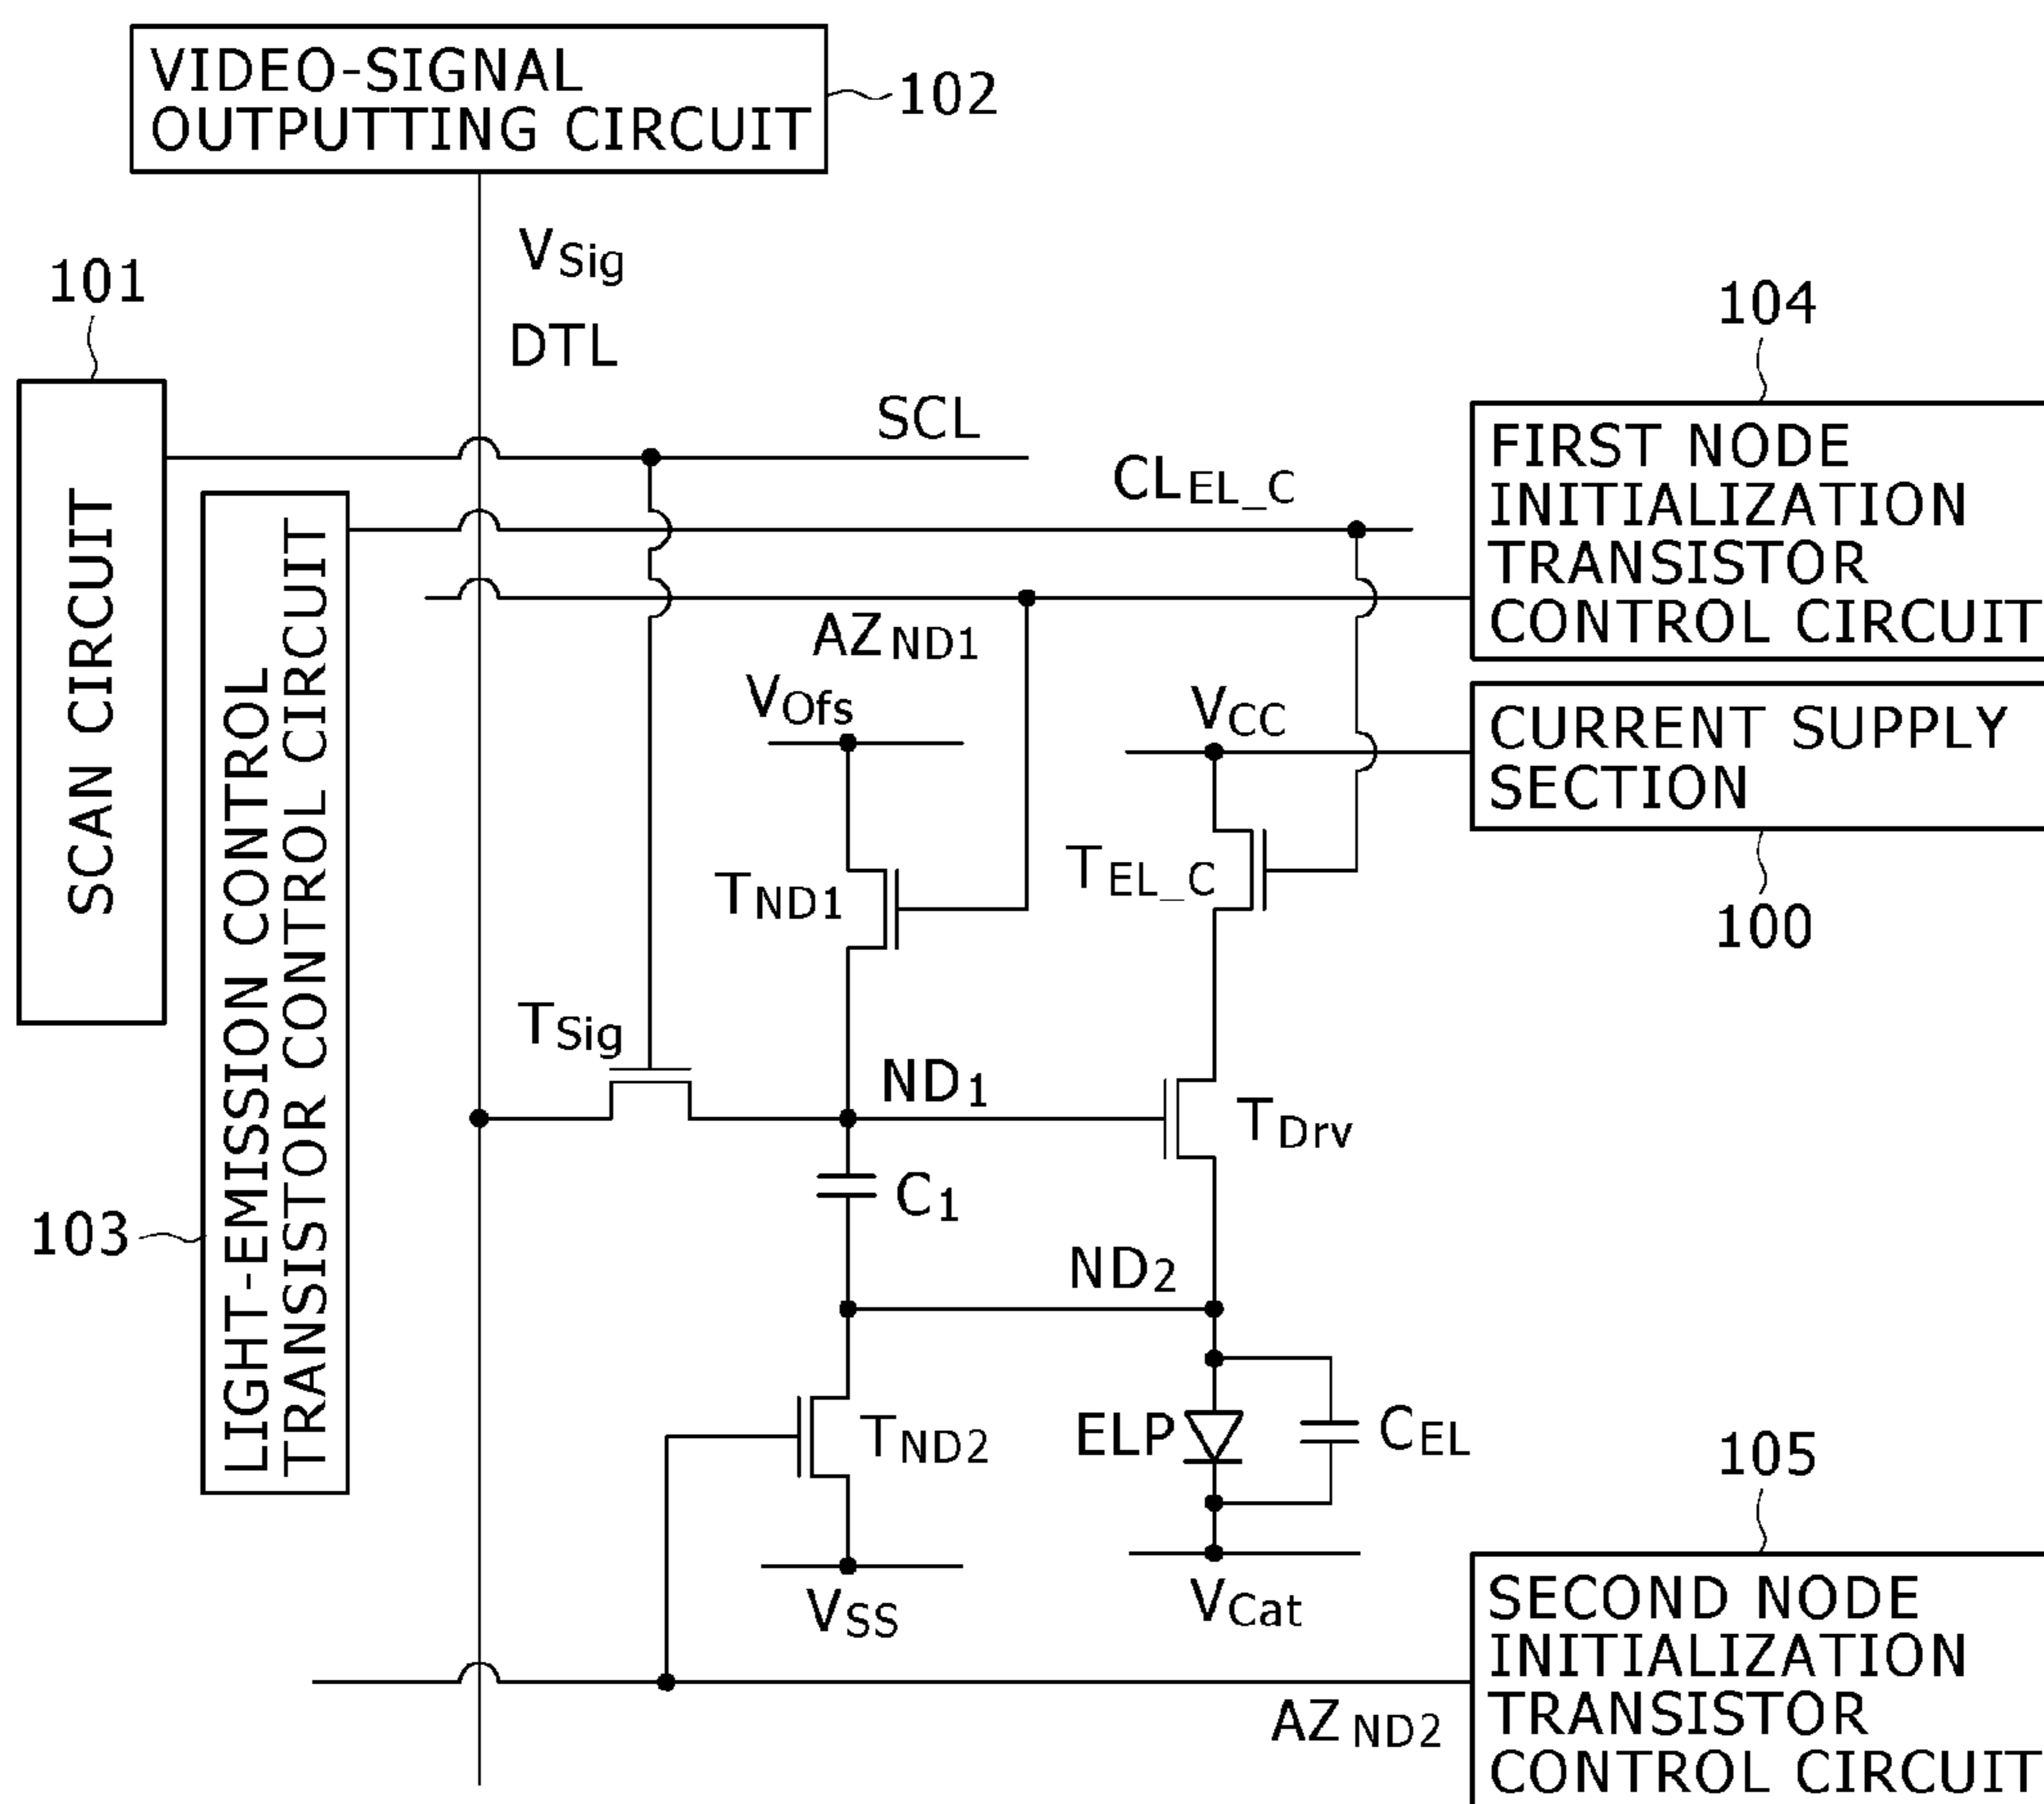 VIDEO-SIGNAL
OUTPUTTING CIRCUIT
102
VSig
DTL
101
104
SCAN CIRCUIT
SCL
CLEL_C
FIRST NODE
INITIALIZATION
TRANSISTOR
CONTROL CIRCUIT
LIGHT-EMISSION CONTROL
TRANSISTOR CONTROL CIRCUIT
AZND1
VOfs
VCC
CURRENT SUPPLY
SECTION
TND1
TEL_C
100
TSig
ND1
TDrv
C1
103
ND2
TND2
ELP
CEL
105
VSS
VCat
SECOND NODE
INITIALIZATION
TRANSISTOR
CONTROL CIRCUIT
AZND2